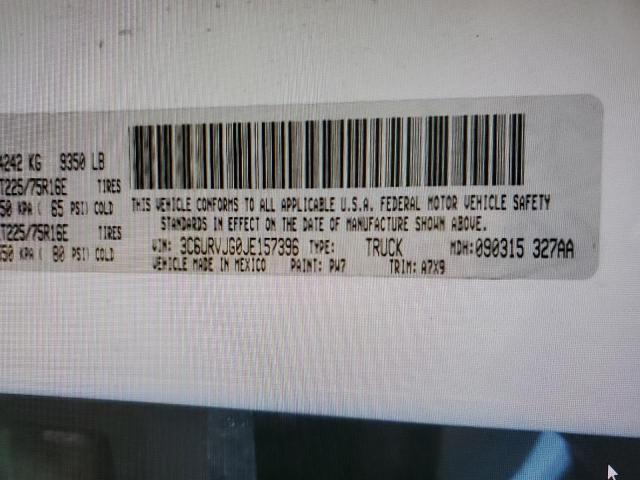 4242 KG 9350 LB
T225/75R16E TIRES
50 KPA ( 65 PSI) COLD
T225/75R16E TIRES
50 KPA ( 80 PSI) COLD
THIS VEHICLE CONFORMS TO ALL APPLICABLE U.S.A. FEDERAL MOTOR VEHICLE SAFETY
STANDARDS IN EFFECT ON THE DATE OF MANUFACTURE SHOWN ABOVE.
VIN: 3C6URVJG0JE157396 TYPE: TRUCK MDH: 090315 327AA
VEHICLE MADE IN MEXICO PAINT: PW7 TRIM: A7X9